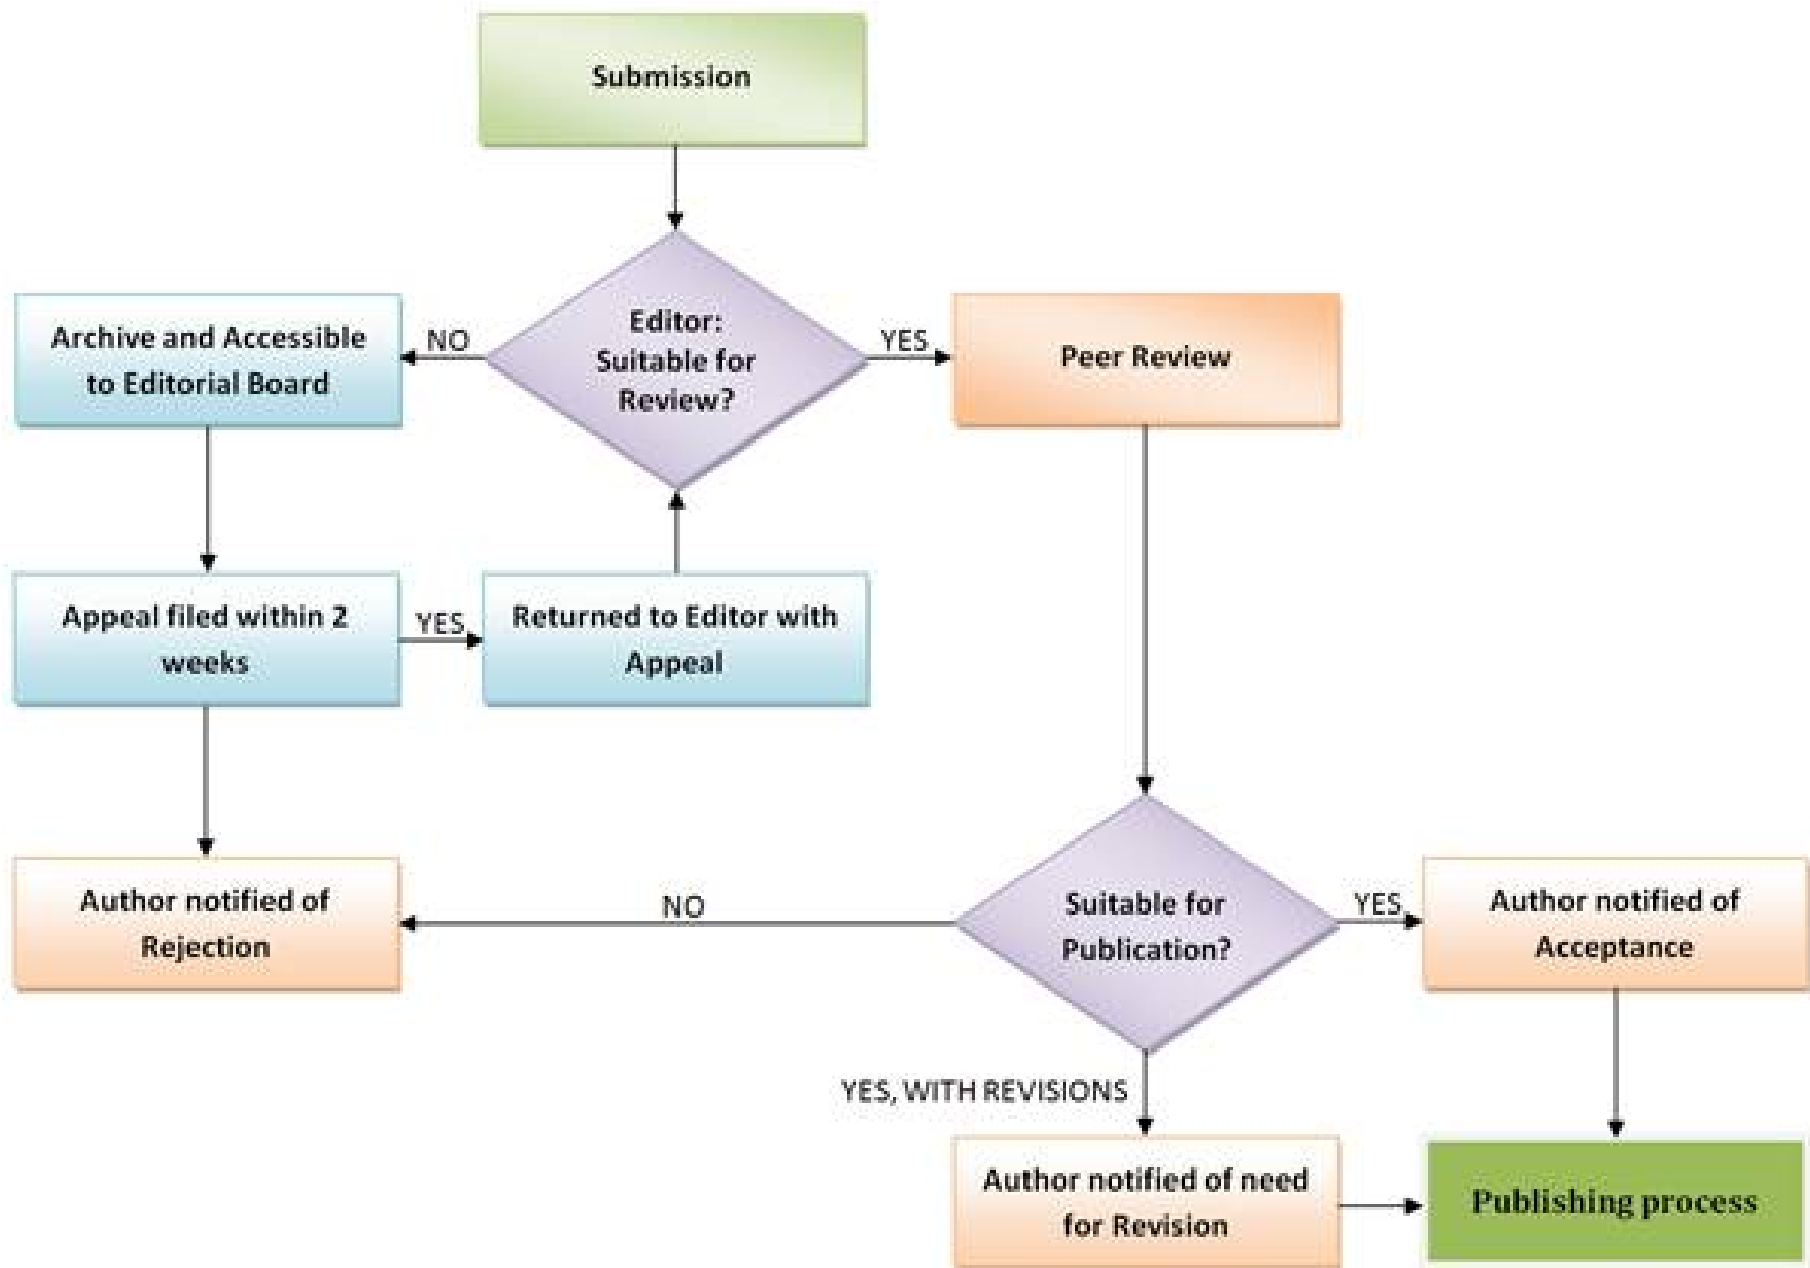 Submission
Editor:
Suitable for
Review?
NO
YES
Archive and Accessible
to Editorial Board
Peer Review
Appeal filed within 2
weeks
YES
Returned to Editor with
Appeal
Author notified of
Rejection
NO
Suitable for
Publication?
YES
Author notified of
Acceptance
YES, WITH REVISIONS
Author notified of need
for Revision
Publishing process